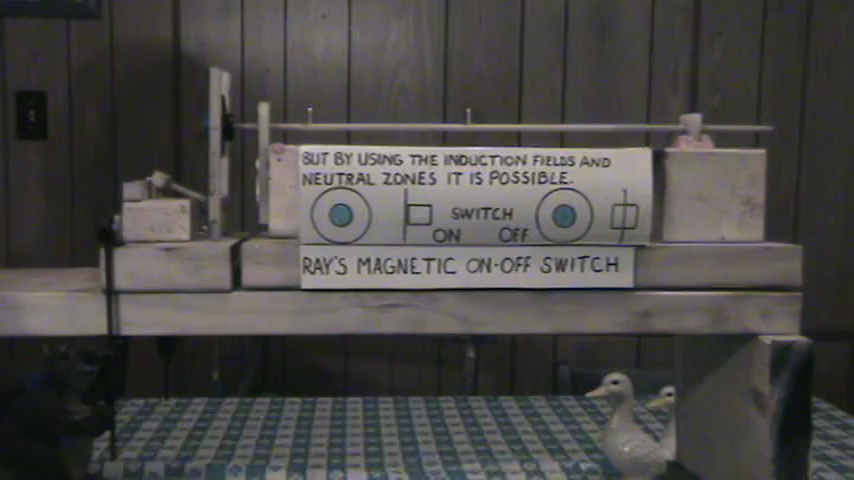 BUT BY USING THE INDUCTION FIELDS AND
NEUTRAL ZONES IT IS POSSIBLE.
SWITCH
ON OFF
RAY'S MAGNETIC ON-OFF SWITCH